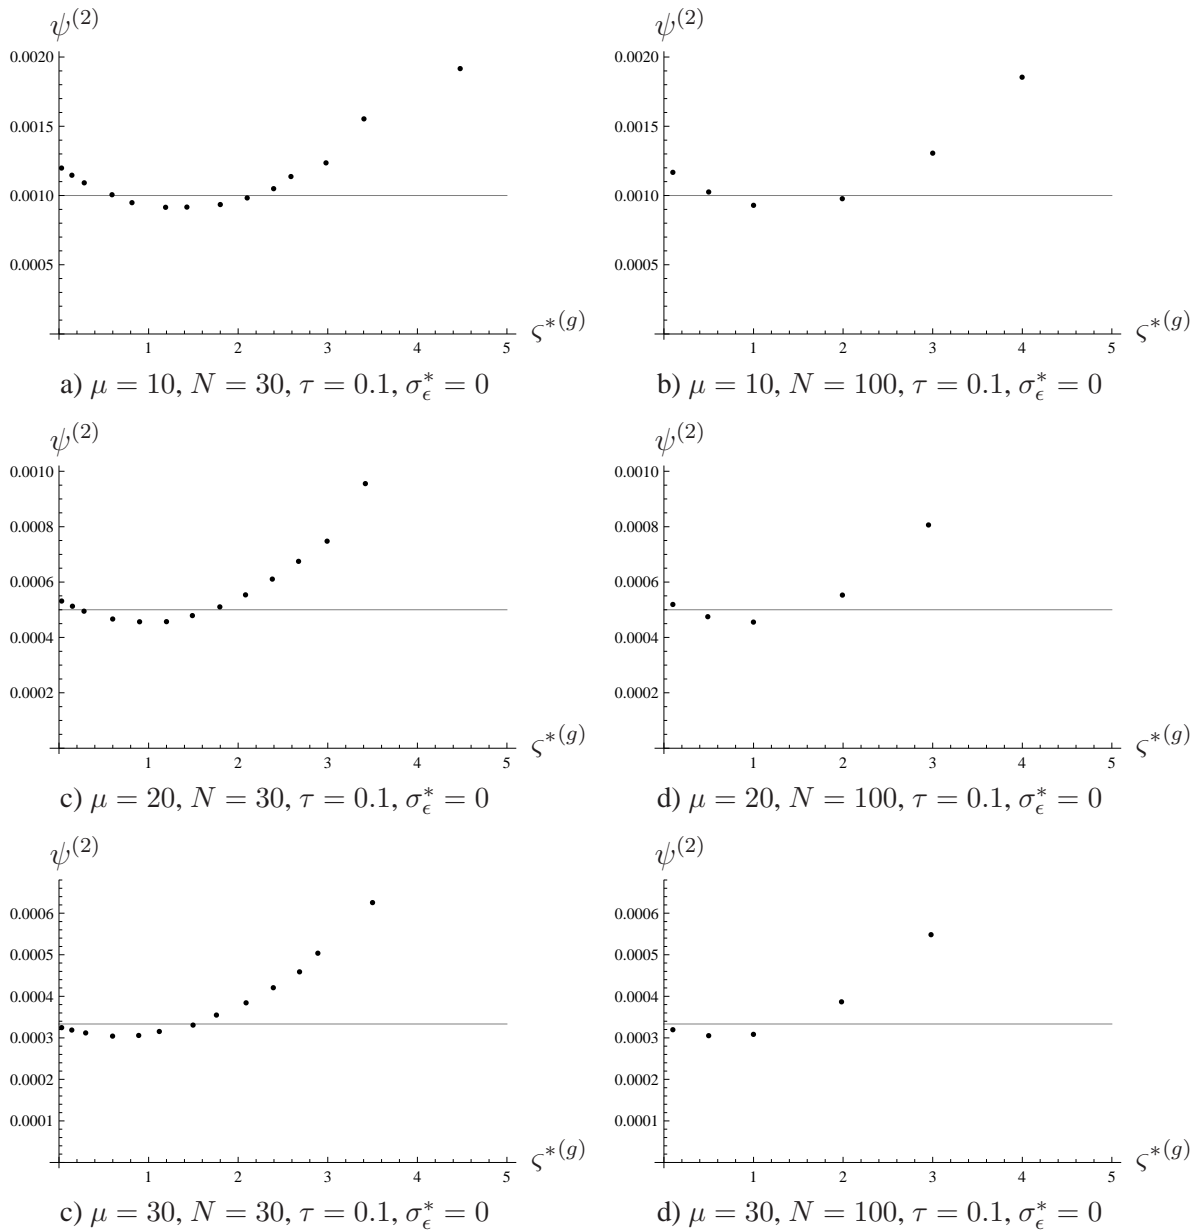 ψ^(2) ψ^(2)
0.0020 0.0020
0.0015 0.0015
0.0010 0.0010
0.0005 0.0005
1 2 3 4 5 ς*(g) 1 2 3 4 5 ς*(g)
a) μ = 10, N = 30, τ = 0.1, σ_ϵ^* = 0 b) μ = 10, N = 100, τ = 0.1, σ_ϵ^* = 0
ψ^(2) ψ^(2)
0.0010 0.0010
0.0008 0.0008
0.0006 0.0006
0.0004 0.0004
0.0002 0.0002
1 2 3 4 5 ς*(g) 1 2 3 4 5 ς*(g)
c) μ = 20, N = 30, τ = 0.1, σ_ϵ^* = 0 d) μ = 20, N = 100, τ = 0.1, σ_ϵ^* = 0
ψ^(2) ψ^(2)
0.0006 0.0006
0.0005 0.0005
0.0004 0.0004
0.0003 0.0003
0.0002 0.0002
0.0001 0.0001
1 2 3 4 5 ς*(g) 1 2 3 4 5 ς*(g)
c) μ = 30, N = 30, τ = 0.1, σ_ϵ^* = 0 d) μ = 30, N = 100, τ = 0.1, σ_ϵ^* = 0